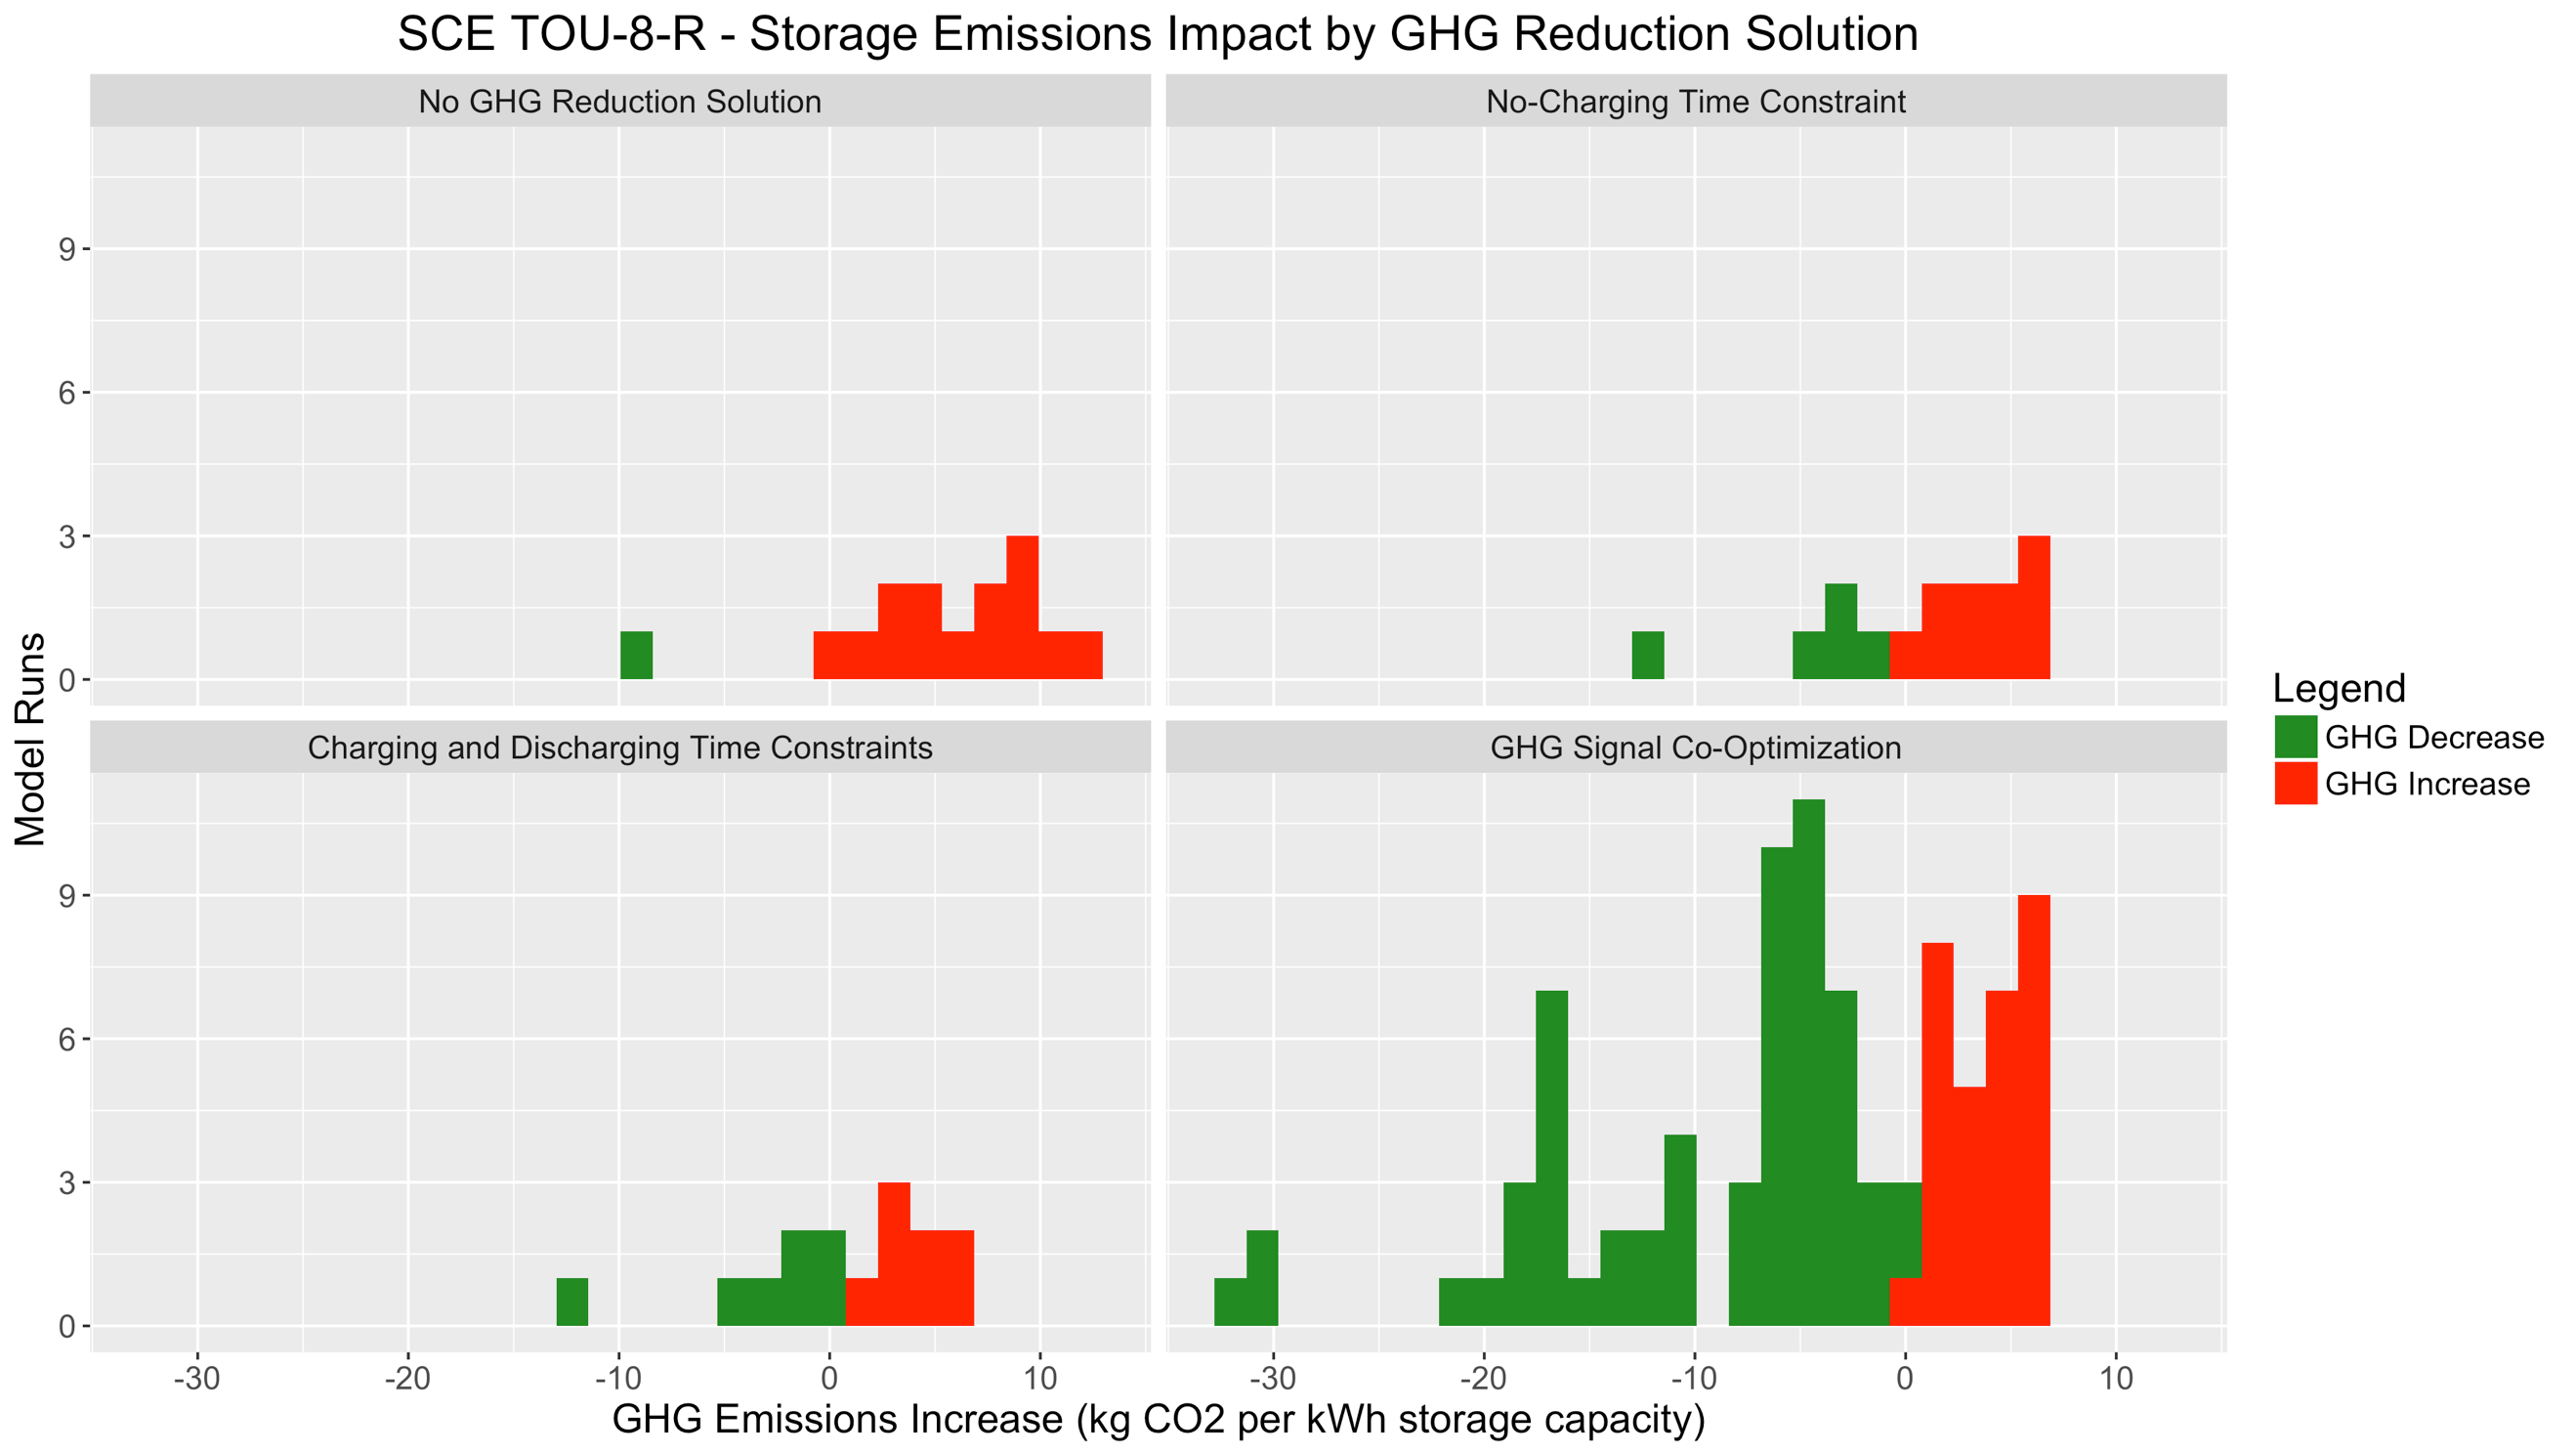 SCE TOU-8-R - Storage Emissions Impact by GHG Reduction Solution
No GHG Reduction Solution
No-Charging Time Constraint
9
6
3
0
Charging and Discharging Time Constraints
GHG Signal Co-Optimization
9
6
3
0
-30 -20 -10 0 10
-30 -20 -10 0 10
GHG Emissions Increase (kg CO2 per kWh storage capacity)
Model Runs
Legend
GHG Decrease
GHG Increase